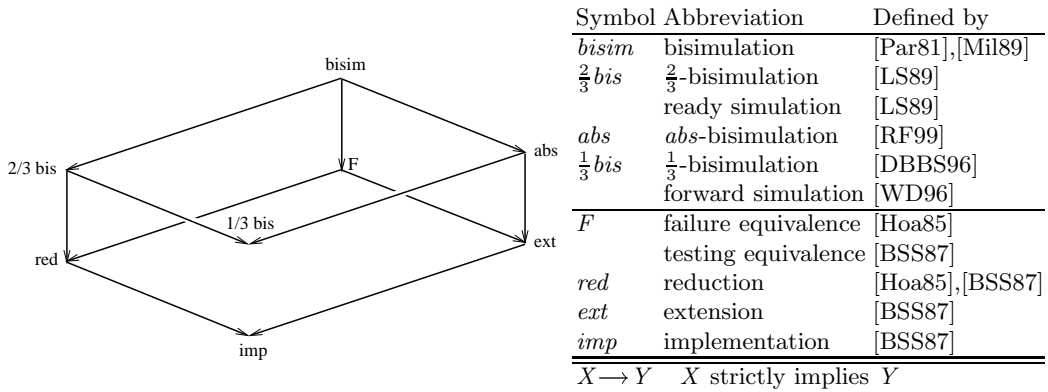 bisim
abs
2/3 bis
F
1/3 bis
ext
red
imp
Symbol Abbreviation Defined by
bisim bisimulation [Par81],[Mil89]
2/3 bis 2/3-bisimulation [LS89]
ready simulation [LS89]
abs abs-bisimulation [RF99]
1/3 bis 1/3-bisimulation [DBBS96]
forward simulation [WD96]
F failure equivalence [Hoa85]
testing equivalence [BSS87]
red reduction [Hoa85],[BSS87]
ext extension [BSS87]
imp implementation [BSS87]
X ⟶ Y X strictly implies Y